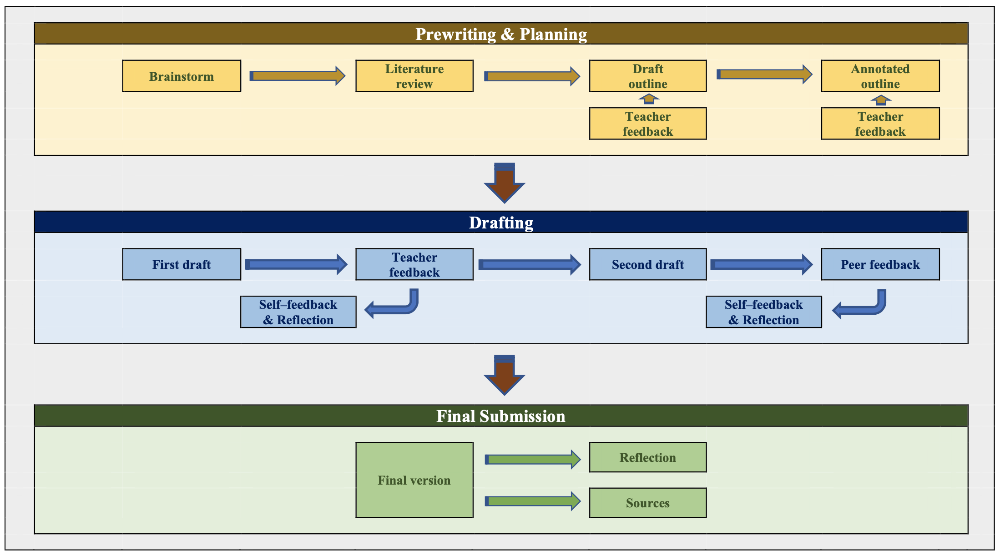 Prewriting & Planning
Brainstorm
Literature
review
Draft
outline
Annotated
outline
Teacher
feedback
Teacher
feedback
Drafting
First draft
Teacher
feedback
Second draft
Peer feedback
Self–feedback
& Reflection
Self–feedback
& Reflection
Final Submission
Final version
Reflection
Sources